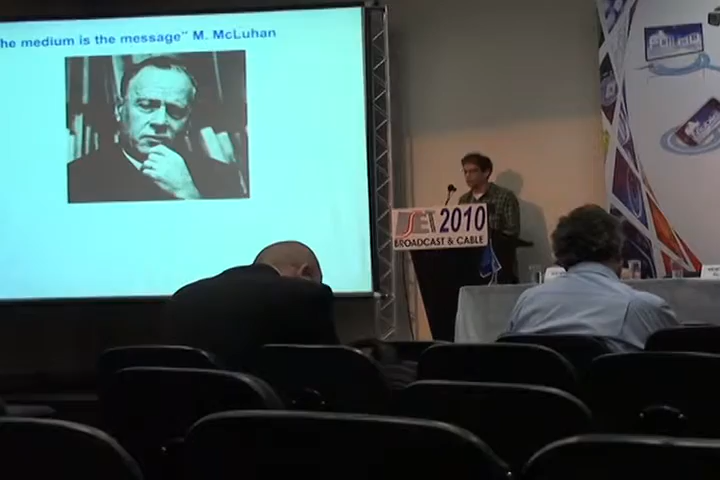 he medium is the message" M. McLuhan
SET 2010
BROADCAST & CABLE